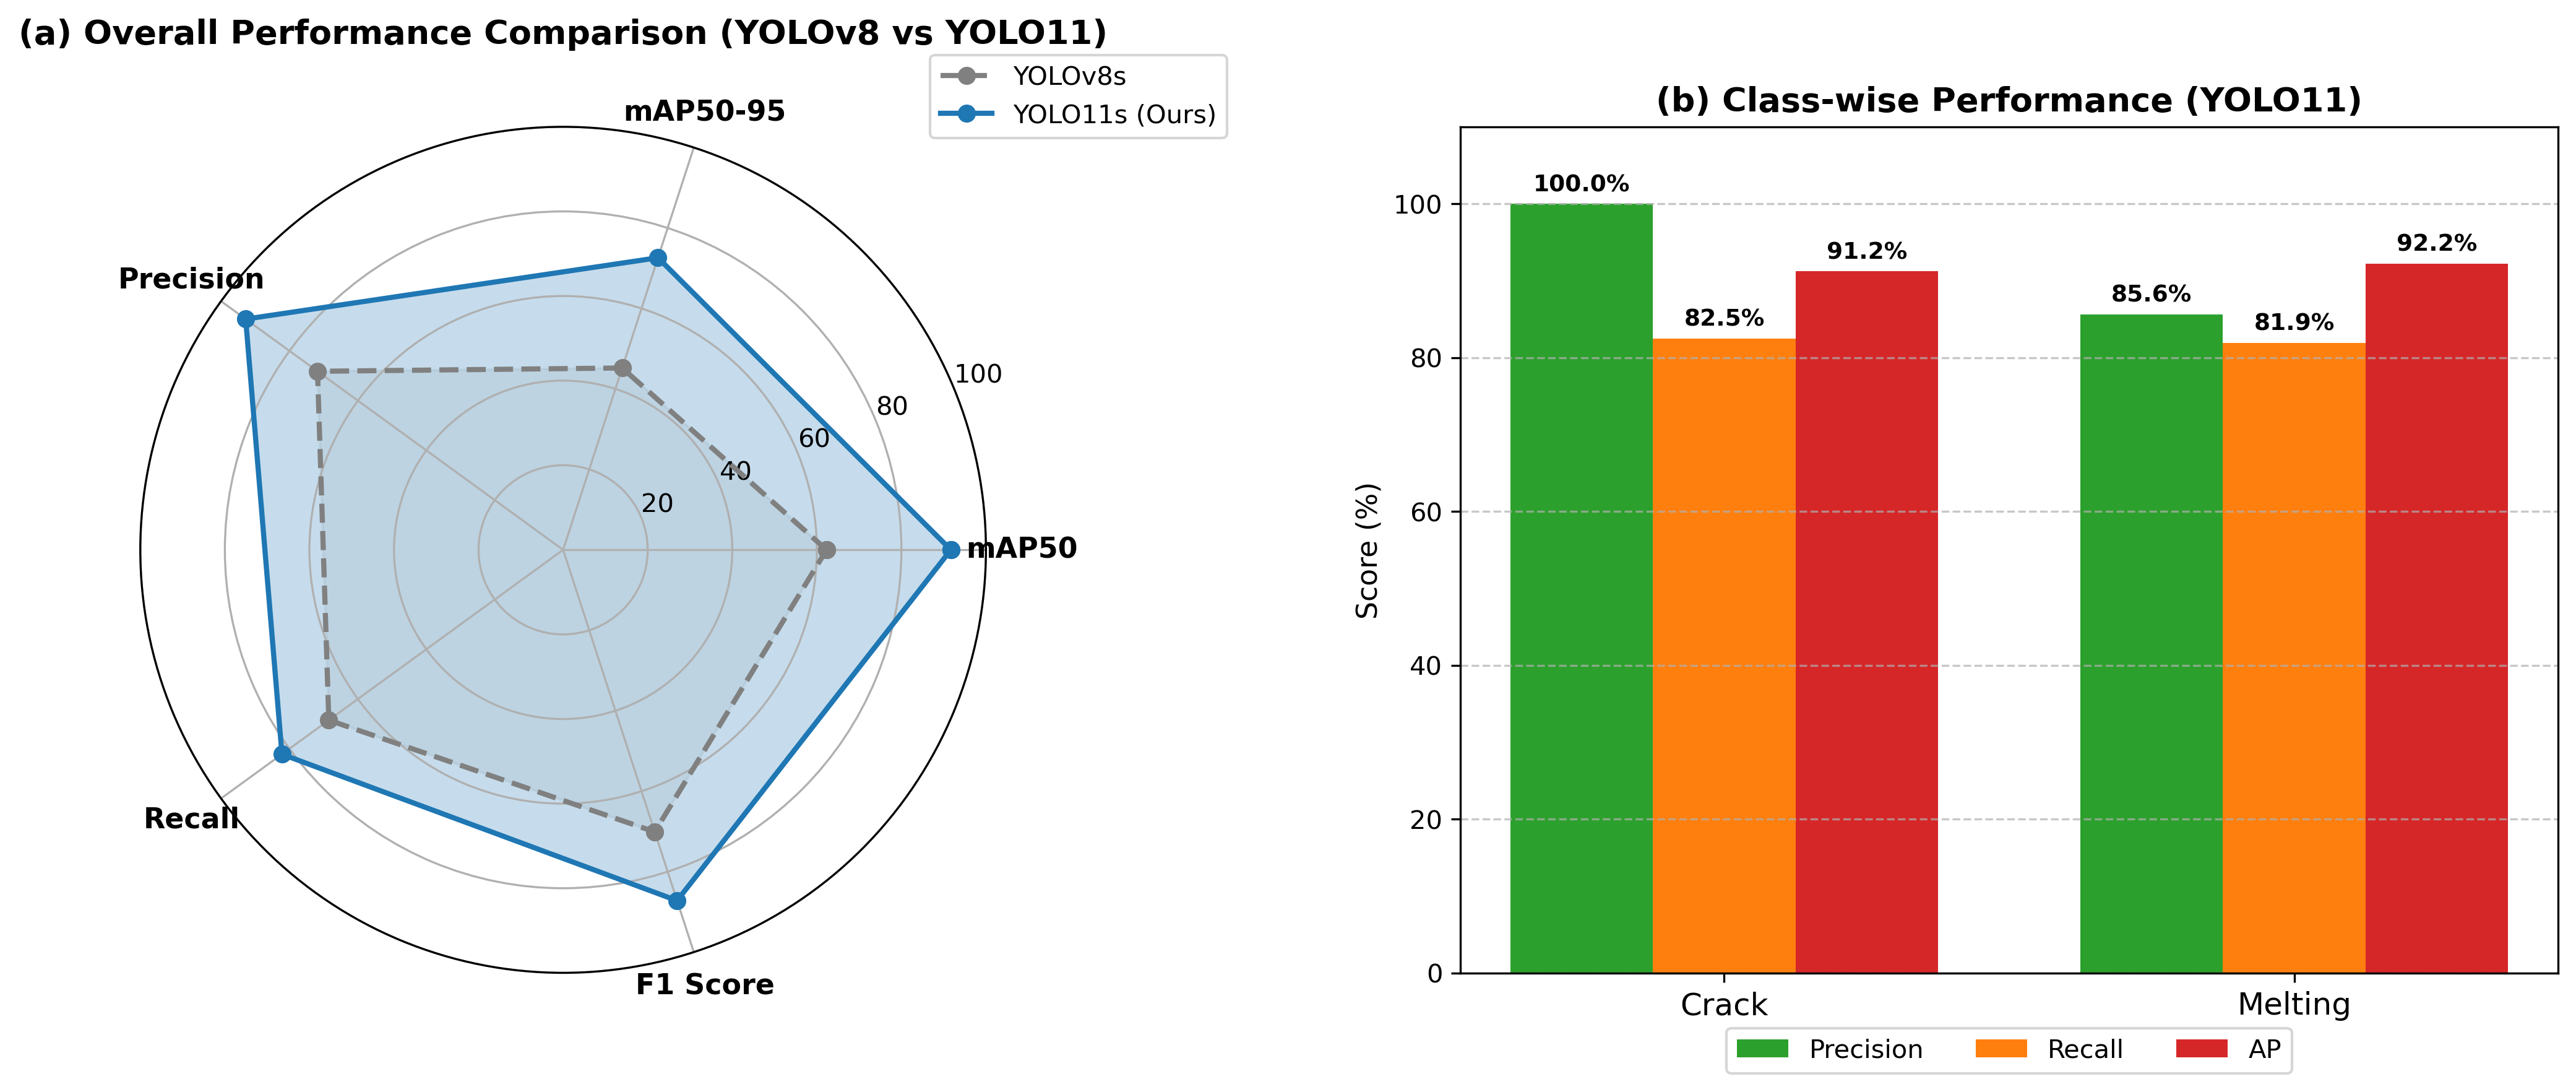 (a) Overall Performance Comparison (YOLOv8 vs YOLO11)
YOLOv8s
YOLO11s (Ours)
mAP50-95
Precision
100
80
60
40
20
mAP50
Recall
F1 Score
(b) Class-wise Performance (YOLO11)
Score (%)
100
80
60
40
20
0
100.0%
82.5%
91.2%
85.6%
81.9%
92.2%
Crack
Melting
Precision
Recall
AP